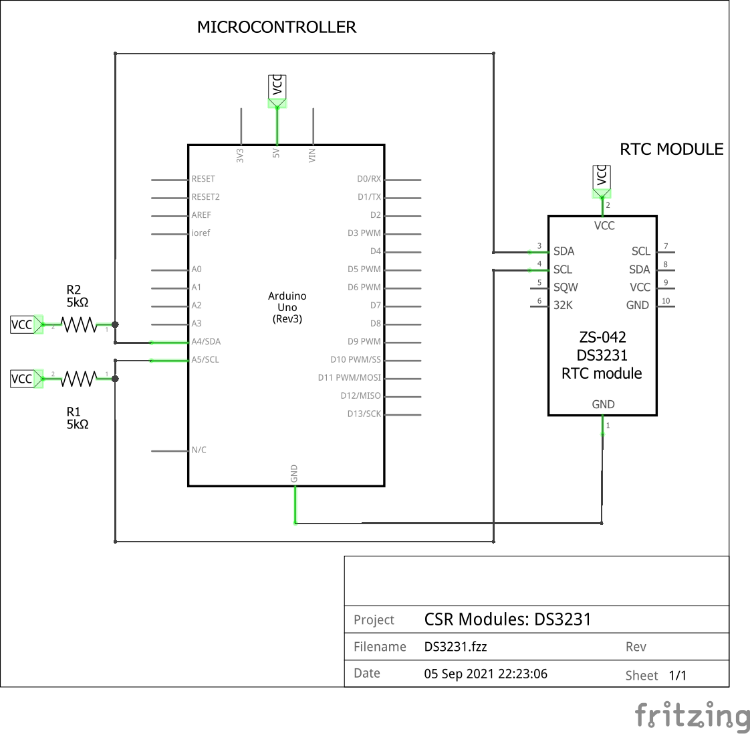 MICROCONTROLLER
VCC
3V3
5V
VIN
RTC MODULE
VCC
2
VCC
RESET
RESET2
AREF
ioref
A0
A1
A2
A3
A4/SDA
A5/SCL
N/C
Arduino
Uno
(Rev3)
D0/RX
D1/TX
D2
D3 PWM
D4
D5 PWM
D6 PWM
D7
D8
D9 PWM
D10 PWM/SS
D11 PWM/MOSI
D12/MISO
D13/SCK
GND
R2
5kΩ
VCC
2
1
VCC
2
1
R1
5kΩ
3 SDA
4 SCL
5 SQW
6 32K
SCL 7
SDA 8
VCC 9
GND 10
ZS-042
DS3231
RTC module
GND
1
Project CSR Modules: DS3231
Filename DS3231.fzz Rev
Date 05 Sep 2021 22:23:06 Sheet 1/1
fritzing